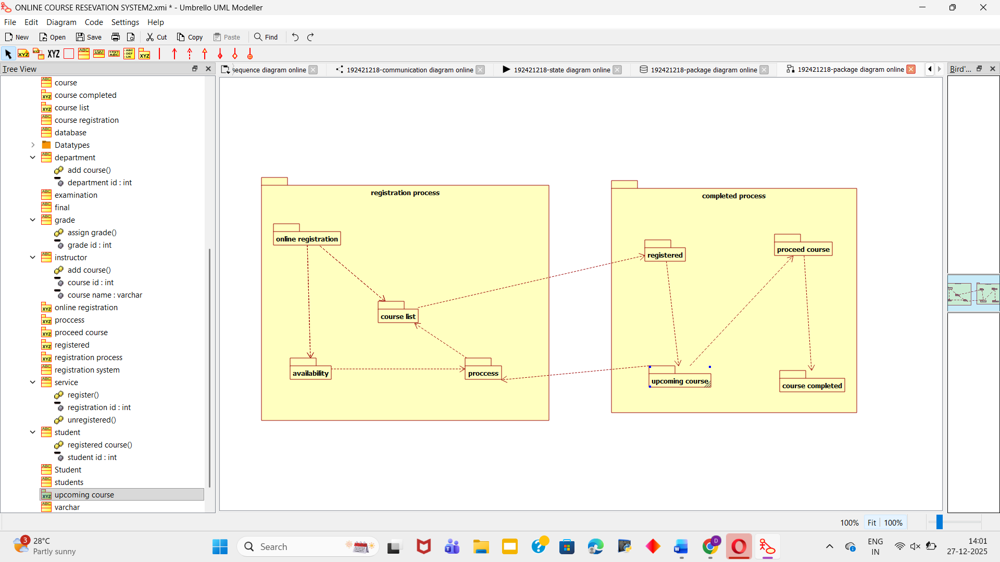 ONLINE COURSE RESEVATION SYSTEM2.xmi * - Umbrello UML Modeller
File Edit Diagram Code Settings Help
New Open Save Cut Copy Paste Find
XYZ
Tree View
sequence diagram online
192421218-communication diagram online
192421218-state diagram online
192421218-package diagram online
192421218-package diagram online
Bird'...
course
course completed
course list
course registration
database
Datatypes
department
add course()
department id : int
examination
final
grade
assign grade()
grade id : int
instructor
add course()
course id : int
course name : varchar
online registration
proccess
proceed course
registered
registration process
registration system
service
register()
registration id : int
unregistered()
student
registered course()
student id : int
Student
students
upcoming course
varchar
registration process
online registration
course list
availability
proccess
completed process
registered
proceed course
upcoming course
course completed
100% Fit 100%
3
28°C
Partly sunny
Search
D
ENG
IN
14:01
27-12-2025